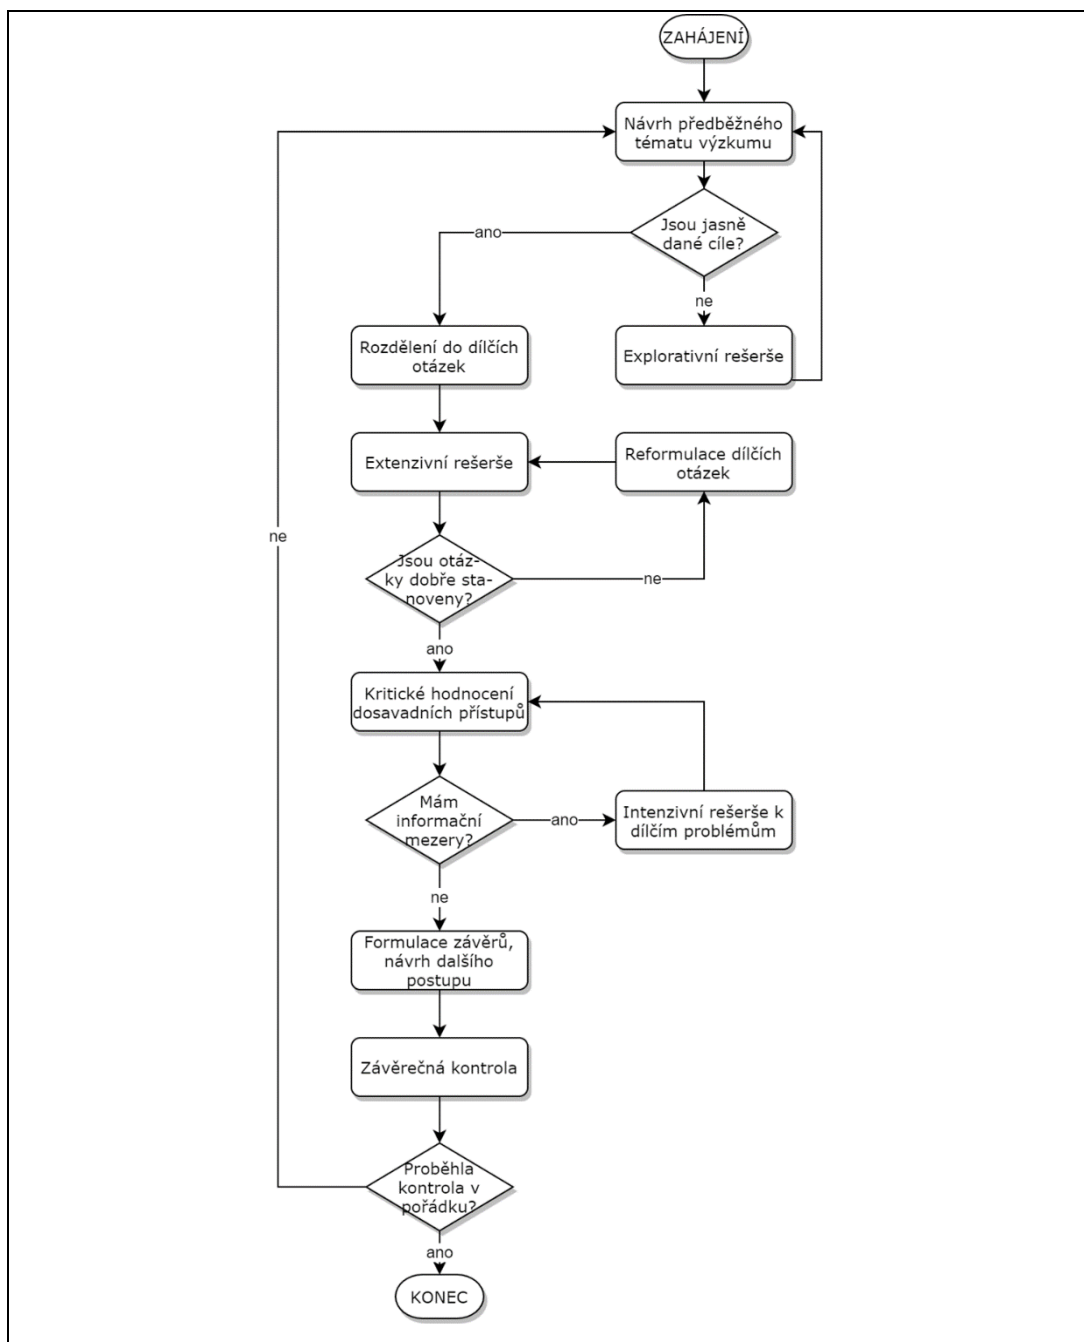 ZAHÁJENÍ
Návrh předběžného
tématu výzkumu
Jsou jasně
dané cíle?
ano
ne
Rozdělení do dílčích
otázek
Explorativní rešerše
Extenzivní rešerše
Reformulace dílčích
otázek
ne
Jsou otáz-
ky dobře sta-
noveny?
ne
ano
Kritické hodnocení
dosavadních přístupů
Mám
informační
mezery?
ano
Intenzivní rešerše k
dílčím problémům
ne
Formulace závěrů,
návrh dalšího
postupu
Závěrečná kontrola
Proběhla
kontrola v
pořádku?
ano
KONEC